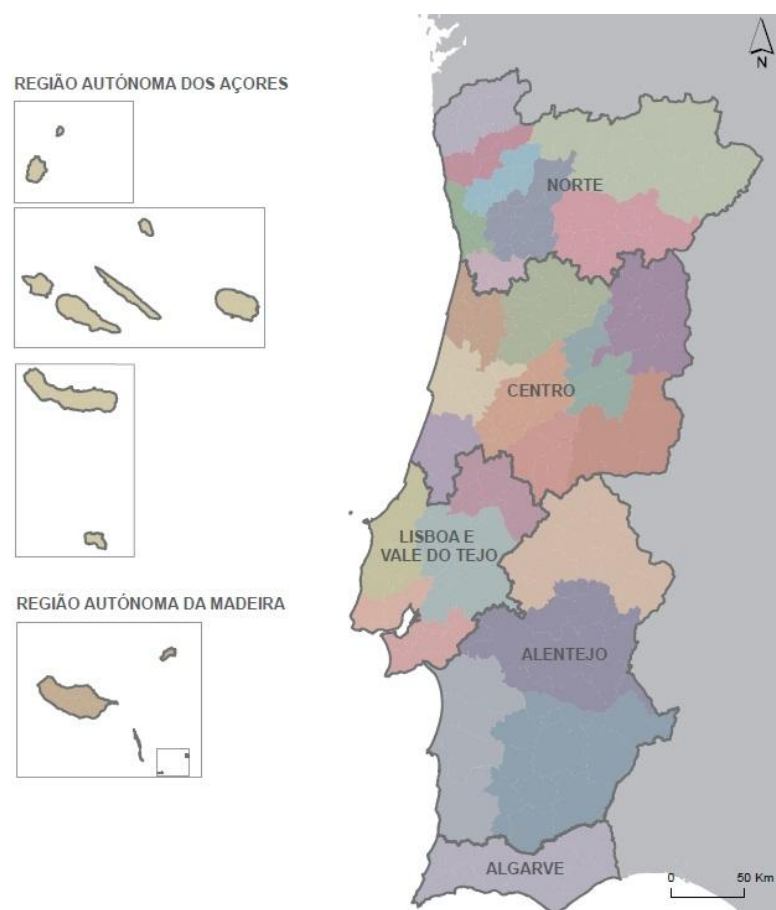 N
REGIÃO AUTÓNOMA DOS AÇORES
NORTE
CENTRO
LISBOA E
VALE DO TEJO
REGIÃO AUTÓNOMA DA MADEIRA
ALENTEJO
ALGARVE
0 50 Km